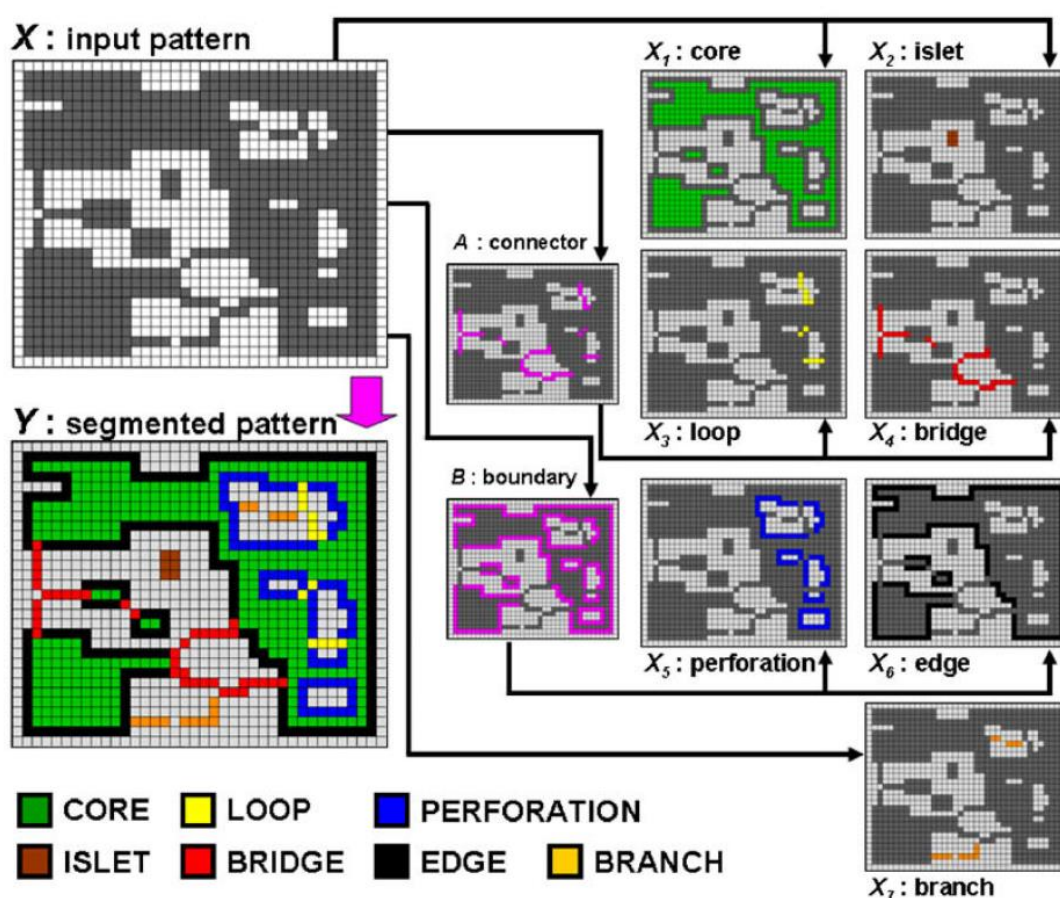 X : input pattern
X1 : core
X2 : islet
A : connector
X3 : loop
X4 : bridge
Y : segmented pattern
B : boundary
X5 : perforation
X6 : edge
X7 : branch
CORE
LOOP
PERFORATION
ISLET
BRIDGE
EDGE
BRANCH